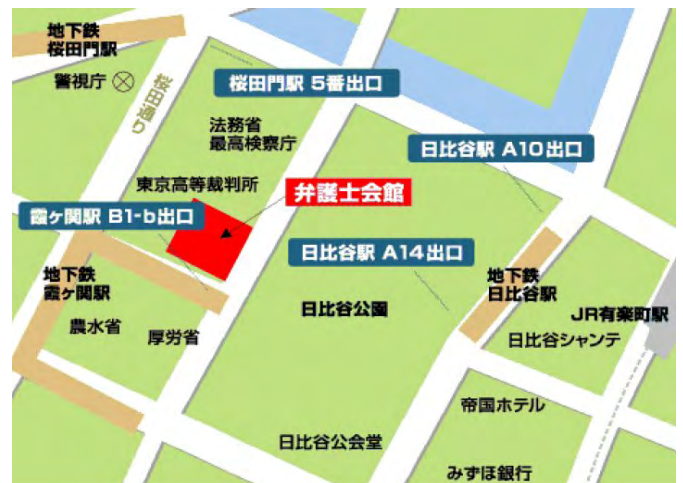 地下鉄
桜田門駅
警視庁
桜田通り
桜田門駅 5番出口
法務省
最高検察庁
日比谷駅 A10出口
東京高等裁判所
弁護士会館
霞ヶ関駅 B1-b出口
日比谷駅 A14出口
地下鉄
霞ヶ関駅
地下鉄
日比谷駅
日比谷公園
JR有楽町駅
農水省
厚労省
日比谷シャンテ
帝国ホテル
日比谷公会堂
みずほ銀行